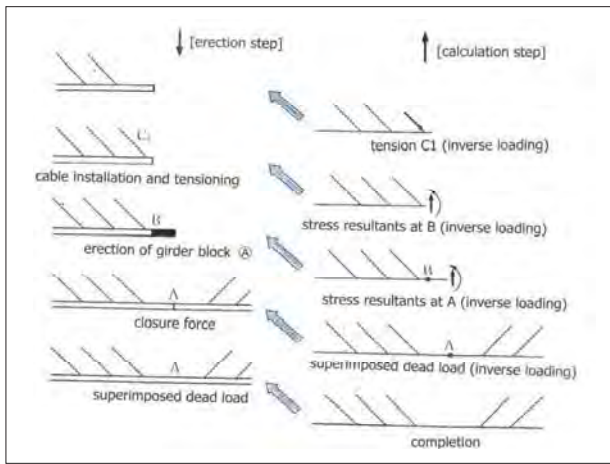 [erection step]
[calculation step]
tension C1 (inverse loading)
C1
cable installation and tensioning
stress resultants at B (inverse loading)
B
erection of girder block Ⓐ
B
stress resultants at A (inverse loading)
A
closure force
A
superimposed dead load (inverse loading)
A
superimposed dead load
completion